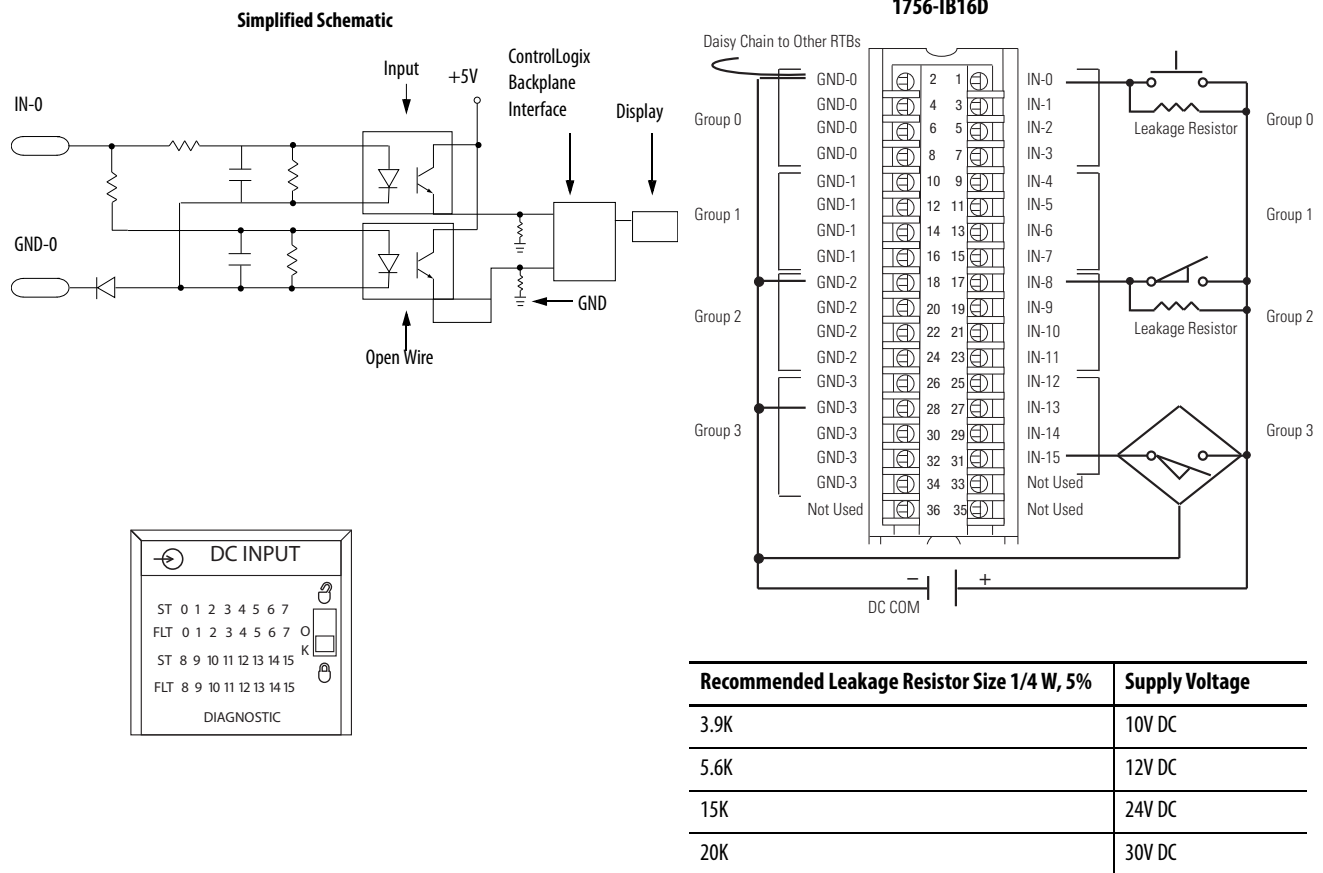 Simplified Schematic
IN-0
GND-0
Input
+5V
ControlLogix
Backplane
Interface
Display
GND
Open Wire
DC INPUT
ST 0 1 2 3 4 5 6 7
FLT 0 1 2 3 4 5 6 7
O
K
ST 8 9 10 11 12 13 14 15
FLT 8 9 10 11 12 13 14 15
DIAGNOSTIC
1756-IB16D
Daisy Chain to Other RTBs
GND-0 2 1 IN-0
GND-0 4 3 IN-1
Group 0
GND-0 6 5 IN-2
Leakage Resistor
Group 0
GND-0 8 7 IN-3
GND-1 10 9 IN-4
GND-1 12 11 IN-5
Group 1
Group 1
GND-1 14 13 IN-6
GND-1 16 15 IN-7
GND-2 18 17 IN-8
GND-2 20 19 IN-9
Group 2
Group 2
GND-2 22 21 IN-10
Leakage Resistor
GND-2 24 23 IN-11
GND-3 26 25 IN-12
GND-3 28 27 IN-13
Group 3
GND-3 30 29 IN-14
Group 3
GND-3 32 31 IN-15
GND-3 34 33 Not Used
Not Used 36 35 Not Used
– +
DC COM
Recommended Leakage Resistor Size 1/4 W, 5% Supply Voltage
3.9K 10V DC
5.6K 12V DC
15K 24V DC
20K 30V DC